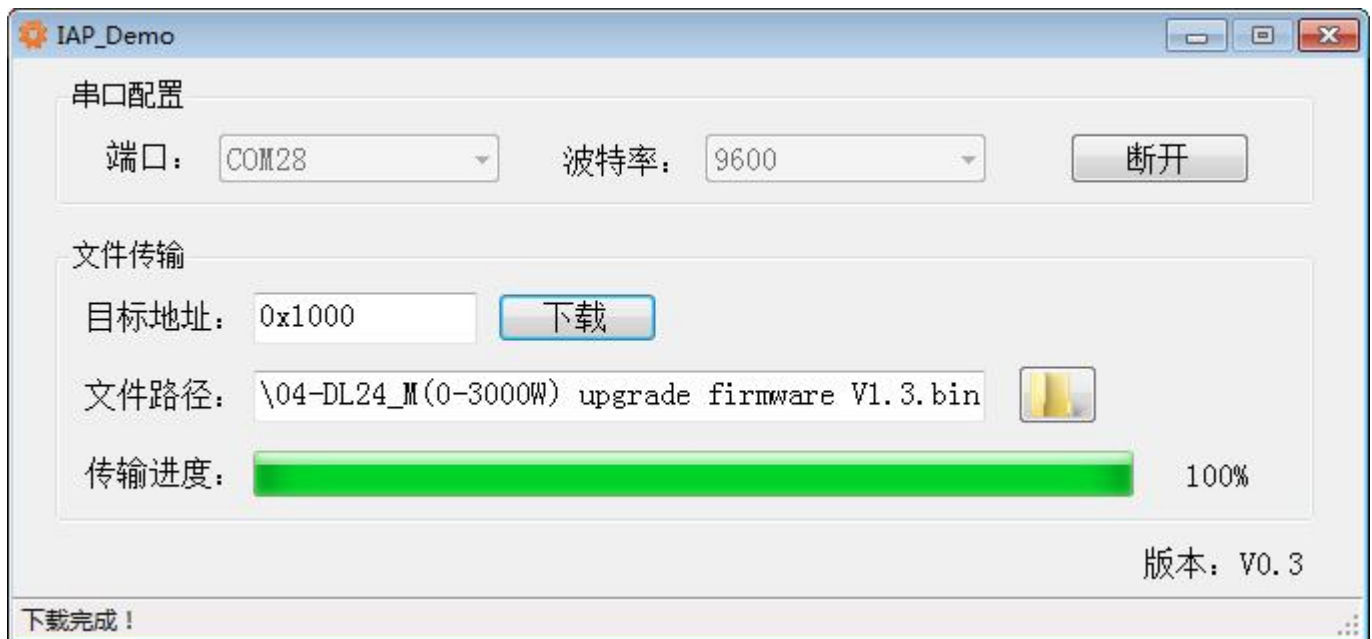 IAP_Demo
串口配置
端口: COM28 波特率: 9600 断开
文件传输
目标地址: 0x1000 下载
文件路径: \04-DL24_M(0-3000W) upgrade firmware V1.3.bin
传输进度: 100%
版本: V0.3
下载完成!